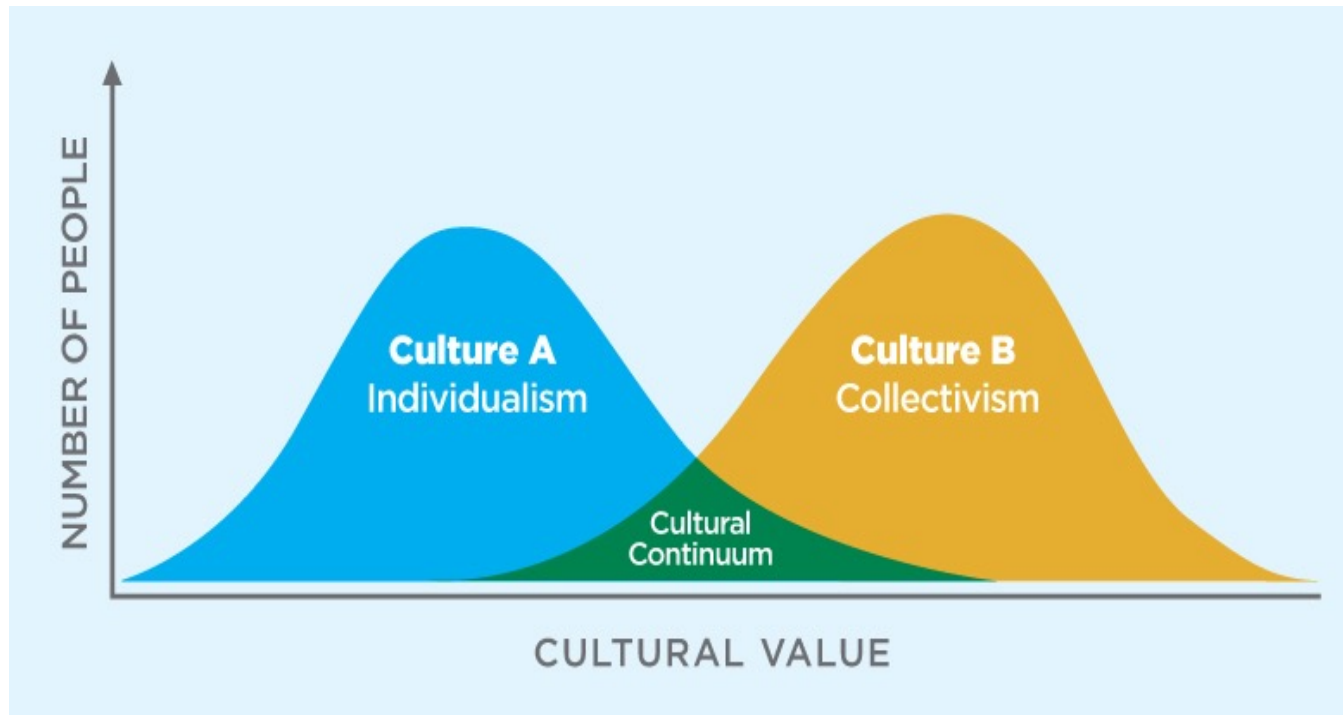 NUMBER OF PEOPLE
Culture A
Individualism
Culture B
Collectivism
Cultural
Continuum
CULTURAL VALUE